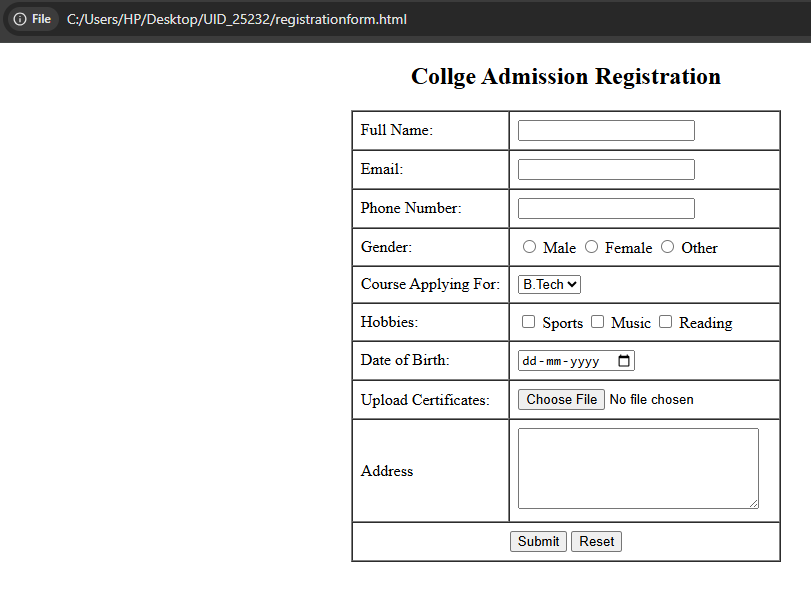 File C:/Users/HP/Desktop/UID_25232/registrationform.html
Collge Admission Registration
Full Name:
Email:
Phone Number:
Gender: Male Female Other
Course Applying For: B.Tech
Hobbies: Sports Music Reading
Date of Birth: dd-mm-yyyy
Upload Certificates: Choose File No file chosen
Address
Submit Reset